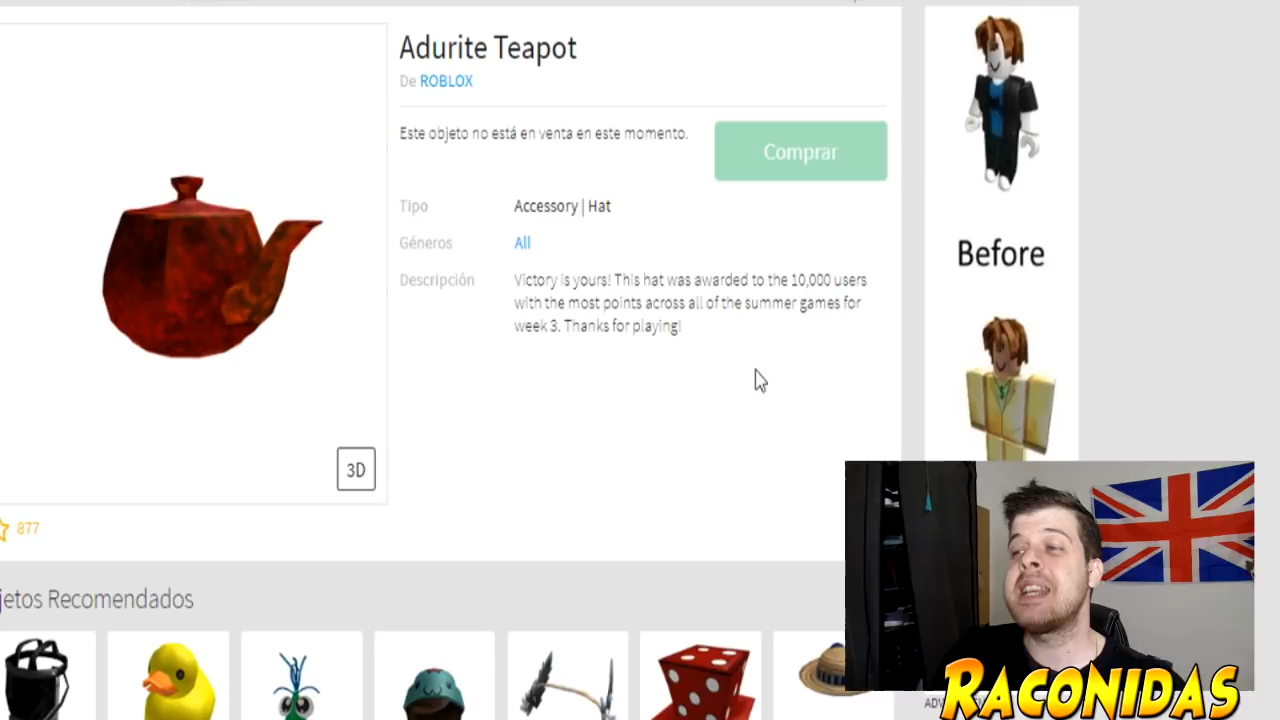 Adurite Teapot
De ROBLOX
Este objeto no está en venta en este momento.
Comprar
Tipo
Accessory | Hat
Géneros
All
Descripción
Victory is yours! This hat was awarded to the 10,000 users
with the most points across all of the summer games for
week 3. Thanks for playing!
3D
877
jetos Recomendados
Before
RACONIDAS